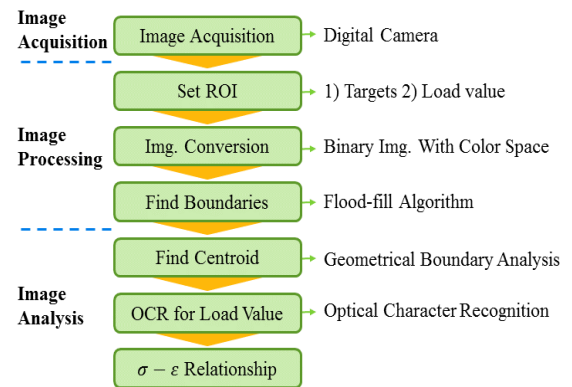 Image
Acquisition
Image Acquisition
Digital Camera
Set ROI
1) Targets 2) Load value
Image
Processing
Img. Conversion
Binary Img. With Color Space
Find Boundaries
Flood-fill Algorithm
Find Centroid
Geometrical Boundary Analysis
Image
Analysis
OCR for Load Value
Optical Character Recognition
σ − ε Relationship